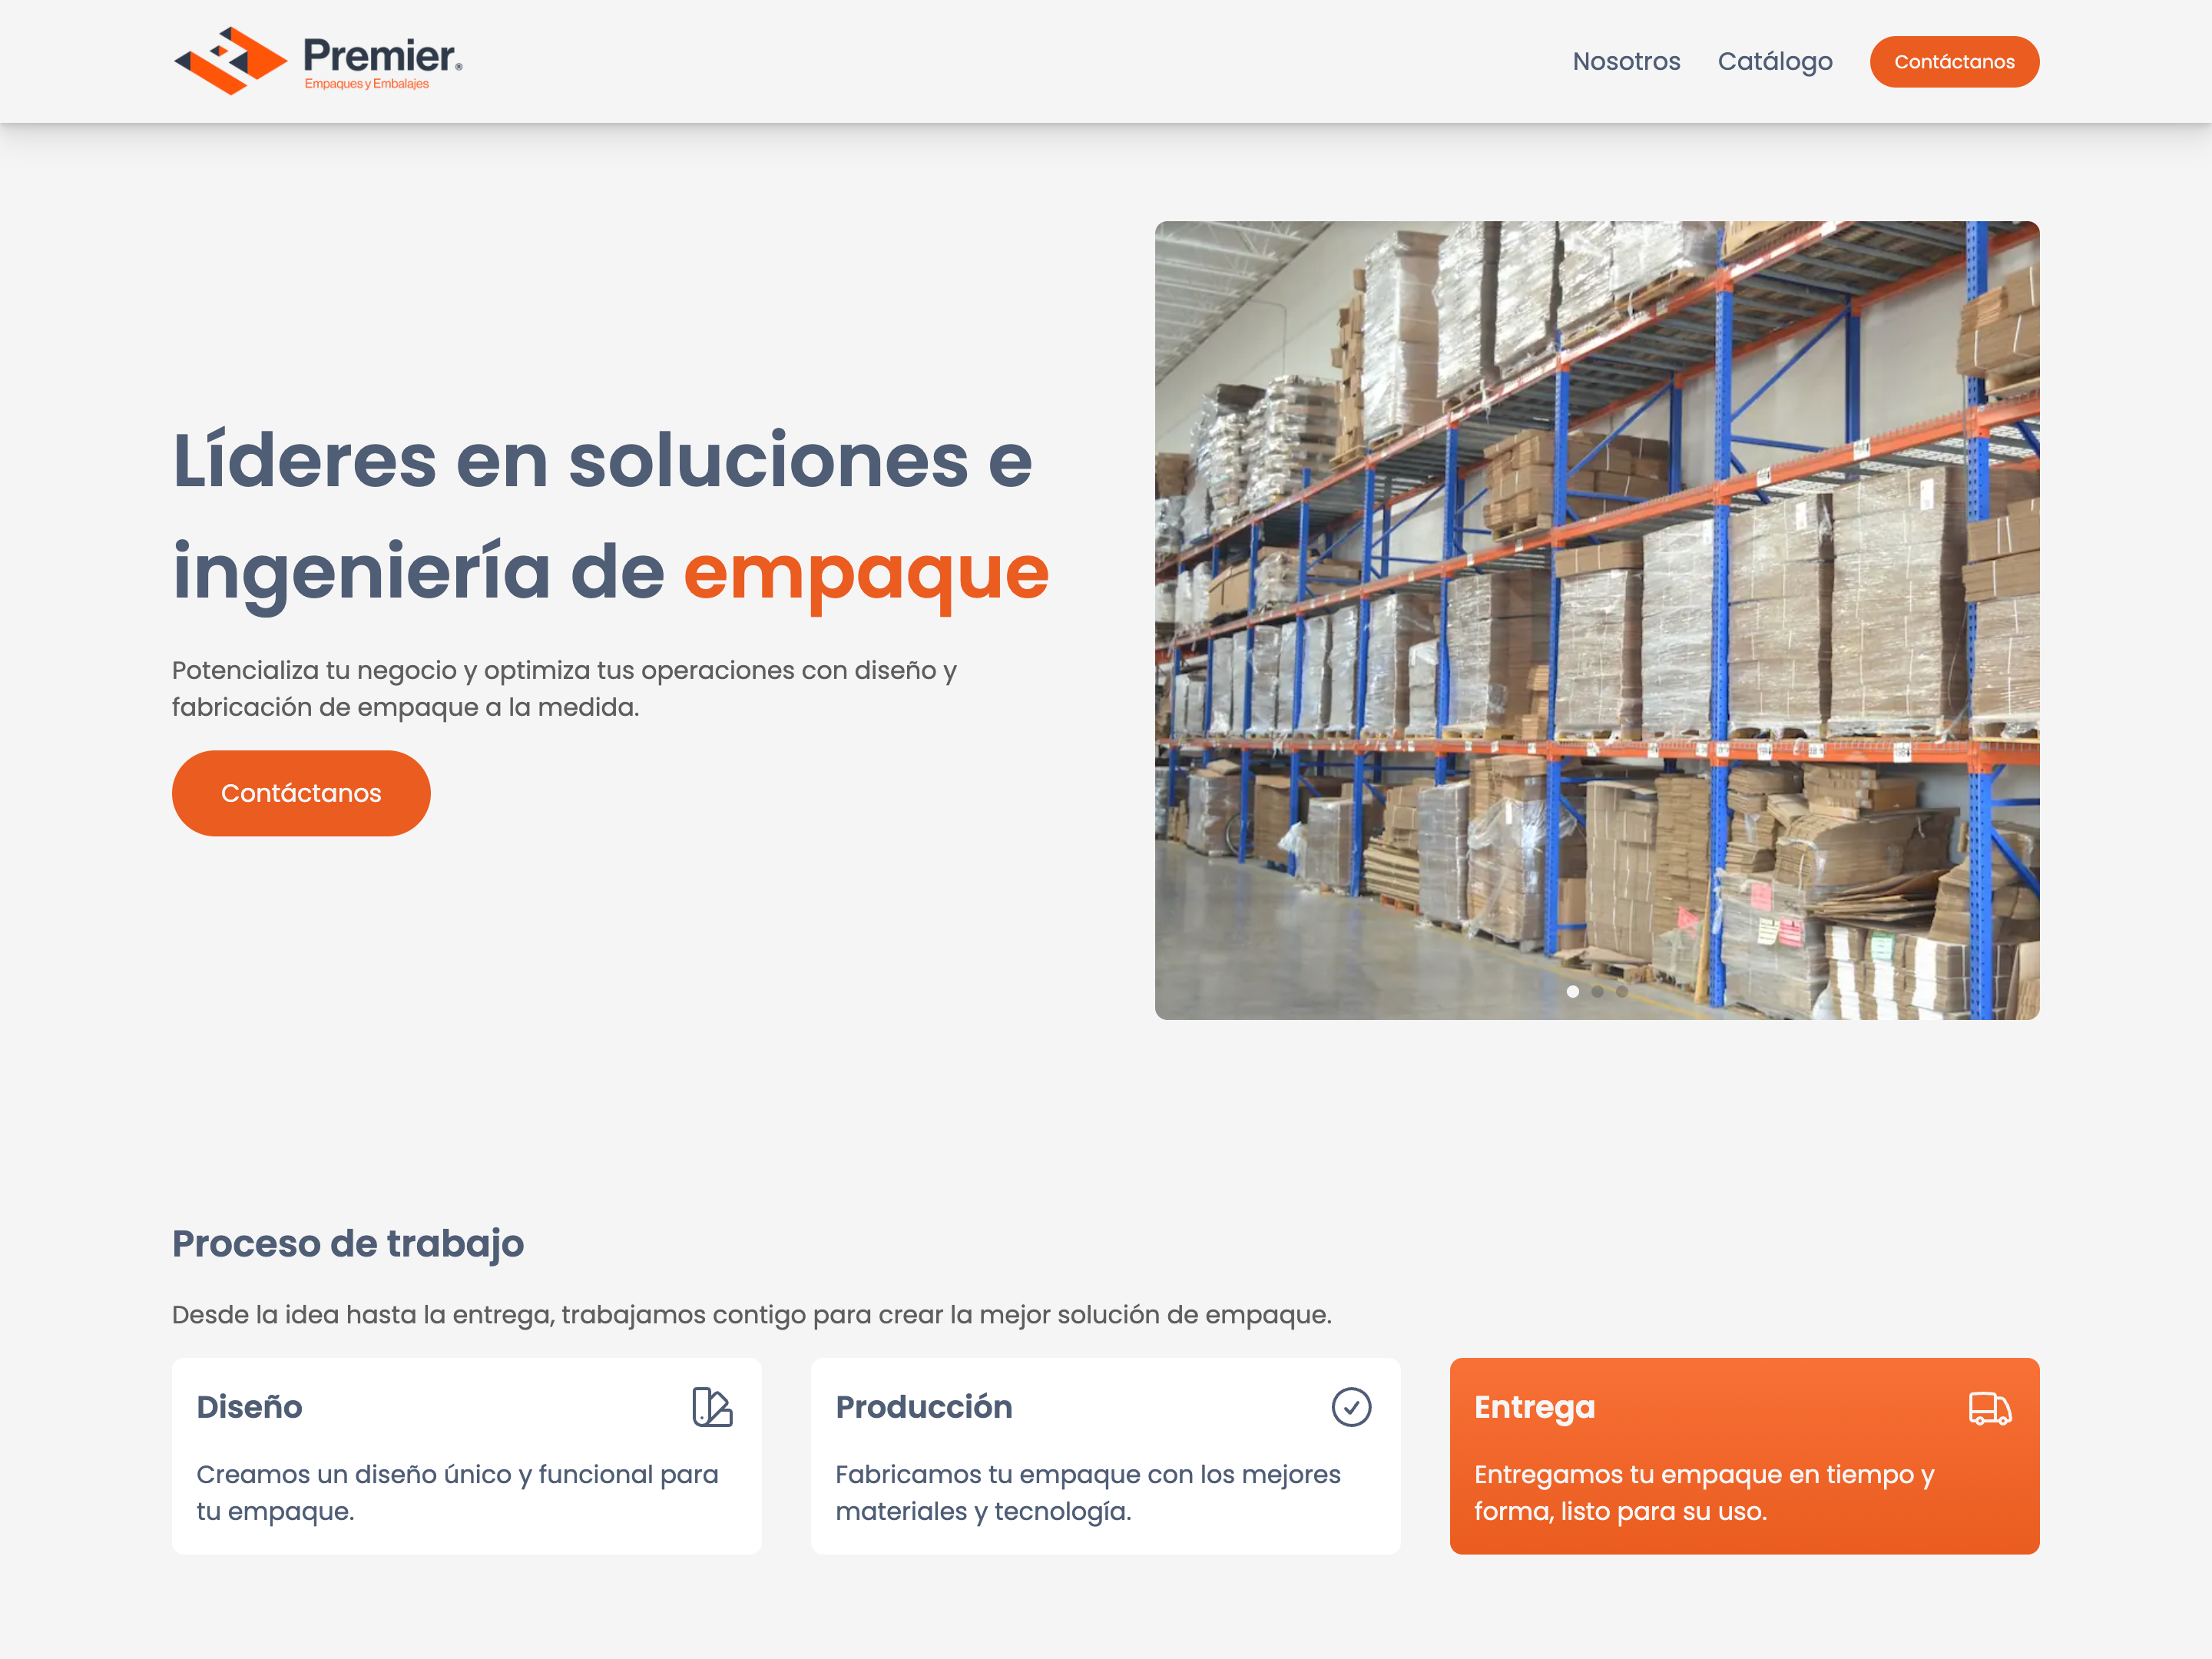 Premier®
Empaques y Embalajes
Nosotros
Catálogo
Contáctanos
Líderes en soluciones e
ingeniería de empaque
Potencializa tu negocio y optimiza tus operaciones con diseño y
fabricación de empaque a la medida.
Contáctanos
Proceso de trabajo
Desde la idea hasta la entrega, trabajamos contigo para crear la mejor solución de empaque.
Diseño
Creamos un diseño único y funcional para
tu empaque.
Producción
Fabricamos tu empaque con los mejores
materiales y tecnología.
Entrega
Entregamos tu empaque en tiempo y
forma, listo para su uso.